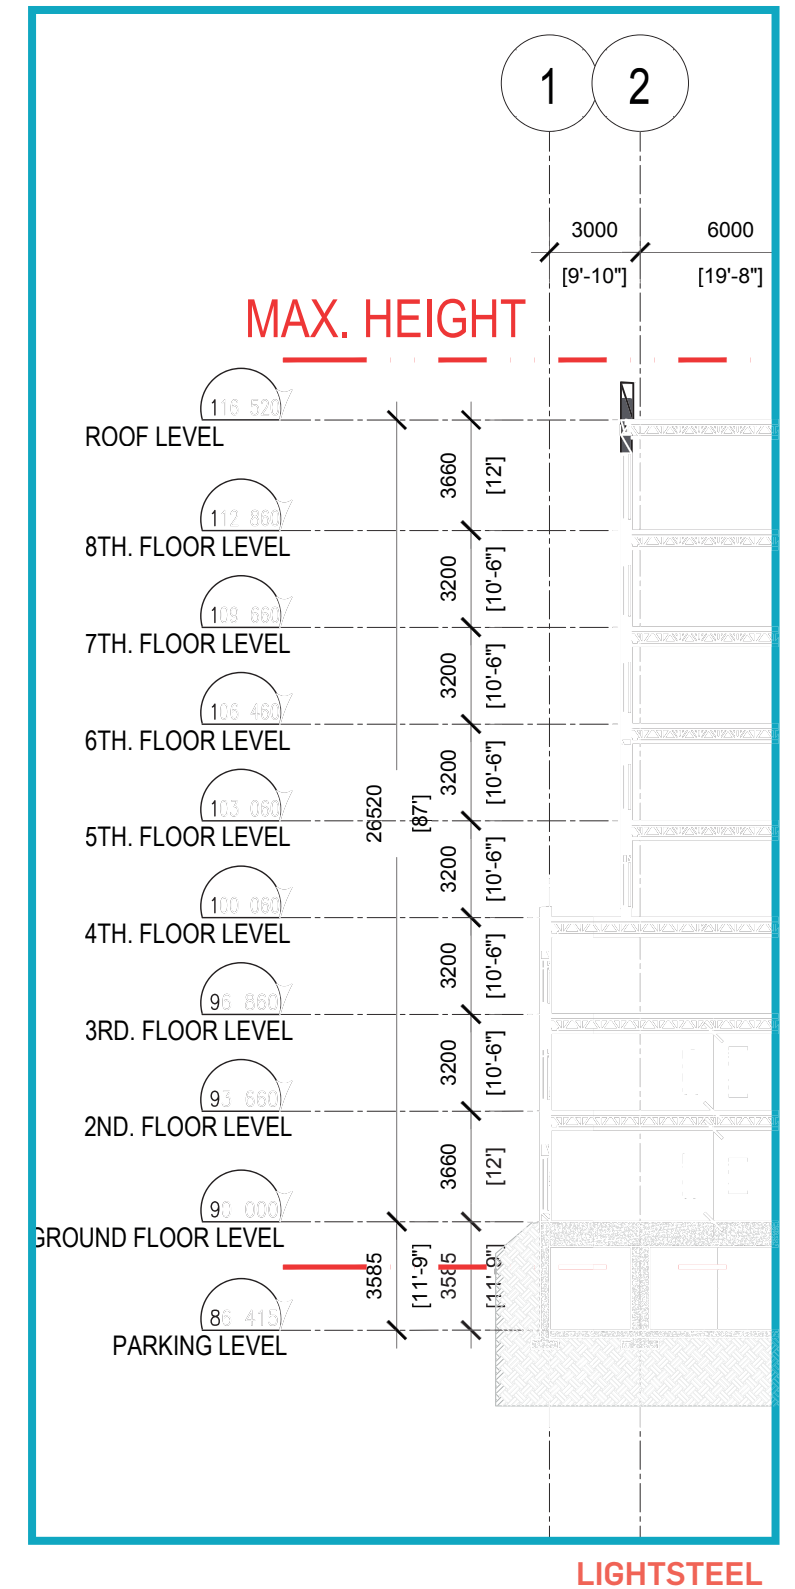 1 2
3000 6000
[9'-10"] [19'-8"]
MAX. HEIGHT
116 520
ROOF LEVEL
3660 [12']
112 860
8TH. FLOOR LEVEL
3200 [10'-6"]
109 660
7TH. FLOOR LEVEL
3200 [10'-6"]
106 460
6TH. FLOOR LEVEL
3200 [10'-6"]
26520 [87']
103 060
5TH. FLOOR LEVEL
3200 [10'-6"]
100 060
4TH. FLOOR LEVEL
3200 [10'-6"]
96 860
3RD. FLOOR LEVEL
3200 [10'-6"]
93 660
2ND. FLOOR LEVEL
3660 [12']
90 000
GROUND FLOOR LEVEL
3585 [11'-9"] 3585 [11'-9"]
86 415
PARKING LEVEL
LIGHTSTEEL